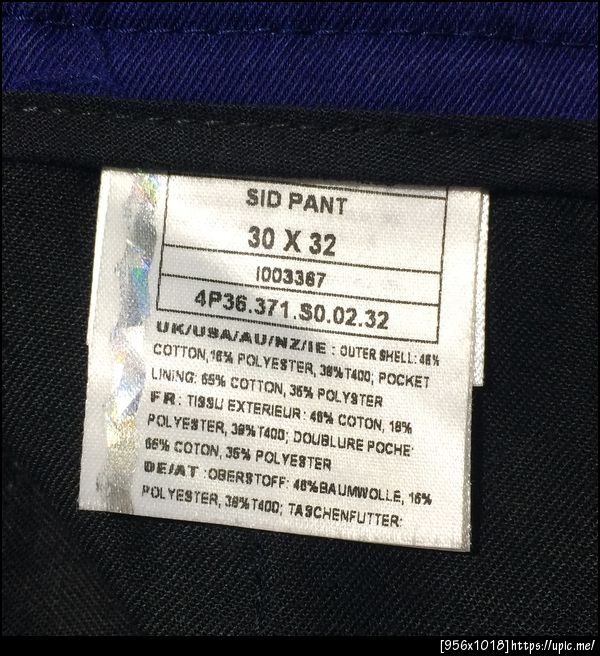 SID PANT
30 X 32
I003367
4P36.371.S0.02.32
UK/USA/AU/NZ/IE : OUTER SHELL: 46%
COTTON, 16% POLYESTER, 38% T400; POCKET
LINING: 65% COTTON, 35% POLYESTER
FR: TISSU EXTERIEUR: 46% COTON, 16%
POLYESTER, 38% T400; DOUBLURE POCHE:
65% COTON, 35% POLYESTER
DE/AT :OBERSTOFF: 46%BAUMWOLLE, 16%
POLYESTER, 38% T400; TASCHENFUTTER:
[956x1018]https://upic.me/